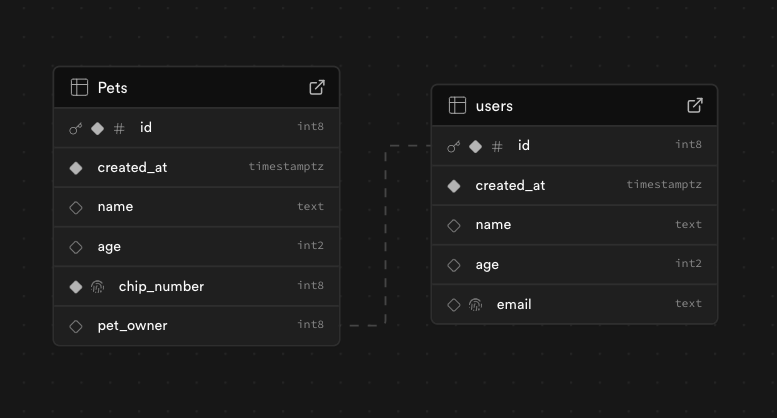 Pets
# id int8
created_at timestamptz
name text
age int2
chip_number int8
pet_owner int8
users
# id int8
created_at timestamptz
name text
age int2
email text